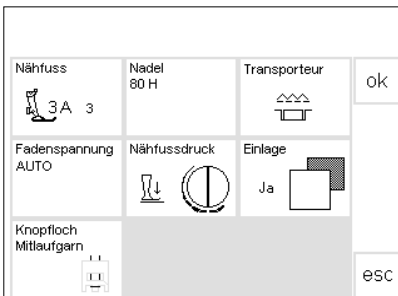 Nähfuss
3A 3
Nadel
80 H
Transporteur
ok
Fadenspannung
AUTO
Nähfussdruck
Einlage
Ja
Knopfloch
Mitlaufgarn
esc